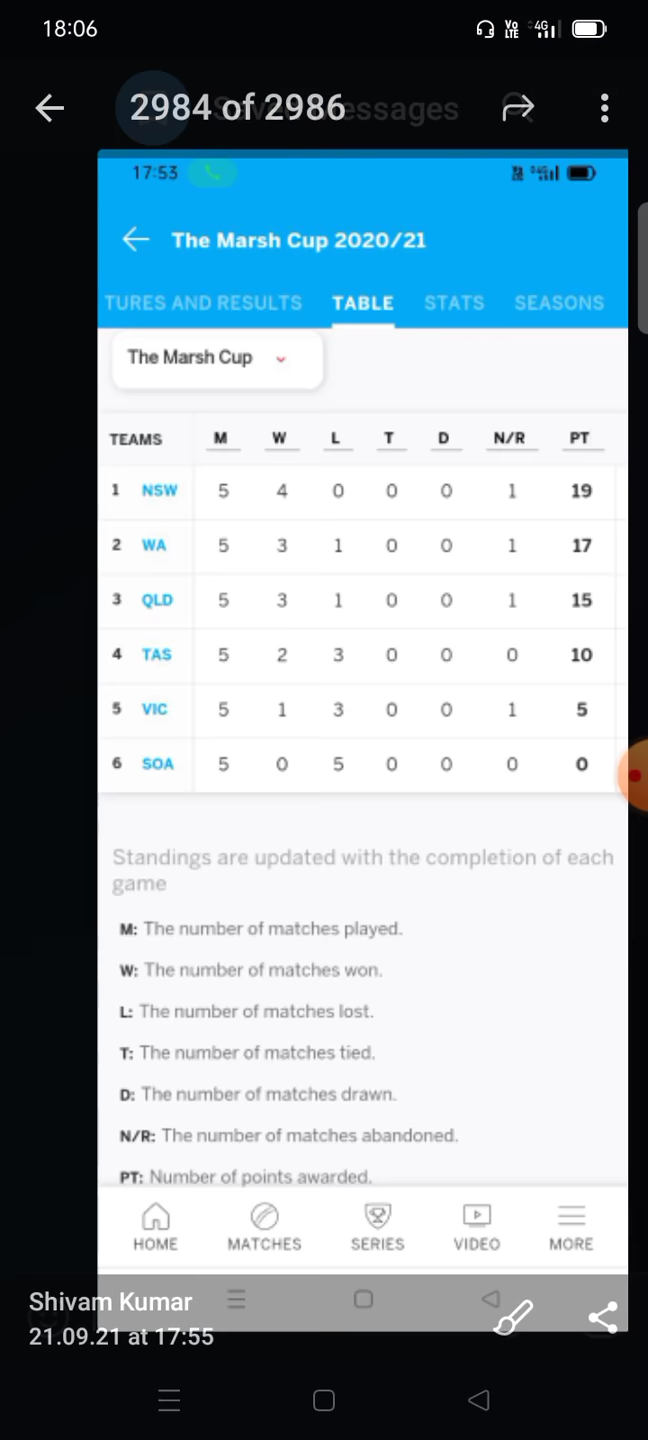 18:06
Vo LTE 4G
2984 of 2986
17:53
The Marsh Cup 2020/21
TURES AND RESULTS TABLE STATS SEASONS
The Marsh Cup
TEAMS M W L T D N/R PT
1 NSW 5 4 0 0 0 1 19
2 WA 5 3 1 0 0 1 17
3 QLD 5 3 1 0 0 1 15
4 TAS 5 2 3 0 0 0 10
5 VIC 5 1 3 0 0 1 5
6 SOA 5 0 5 0 0 0 0
Standings are updated with the completion of each
game
M: The number of matches played.
W: The number of matches won.
L: The number of matches lost.
T: The number of matches tied.
D: The number of matches drawn.
N/R: The number of matches abandoned.
PT: Number of points awarded.
HOME MATCHES SERIES VIDEO MORE
Shivam Kumar
21.09.21 at 17:55